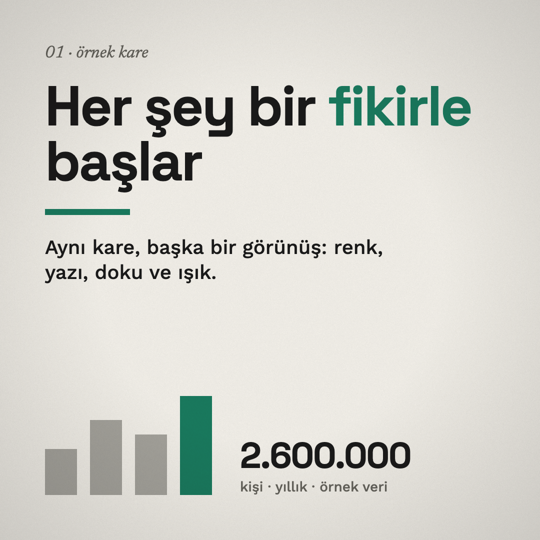 01 · örnek kare
Her şey bir fikirle
başlar
Aynı kare, başka bir görünüş: renk,
yazı, doku ve ışık.
2.600.000
kişi · yıllık · örnek veri